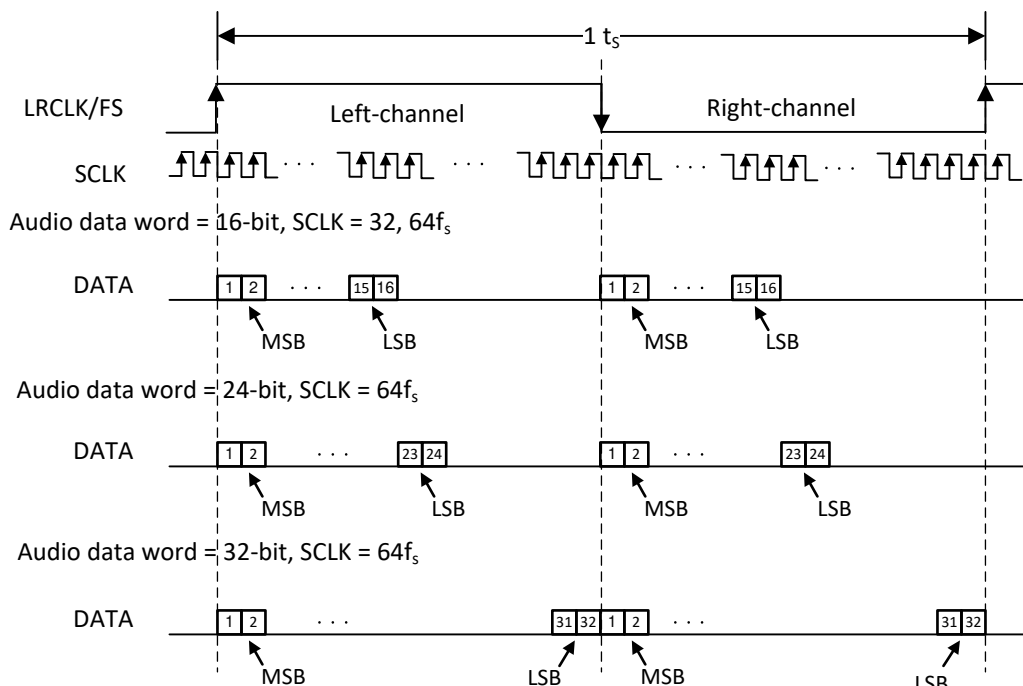 1 tS
LRCLK/FS
Left-channel
Right-channel
SCLK
. . .
. . .
. . .
. . .
Audio data word = 16-bit, SCLK = 32, 64fs
DATA
1 2 . . . 15 16 1 2 . . . 15 16
MSB LSB MSB LSB
Audio data word = 24-bit, SCLK = 64fs
DATA
1 2 . . . 23 24 1 2 . . . 23 24
MSB LSB MSB LSB
Audio data word = 32-bit, SCLK = 64fs
DATA
1 2 . . . 31 32 1 2 . . . 31 32
MSB LSB MSB LSB